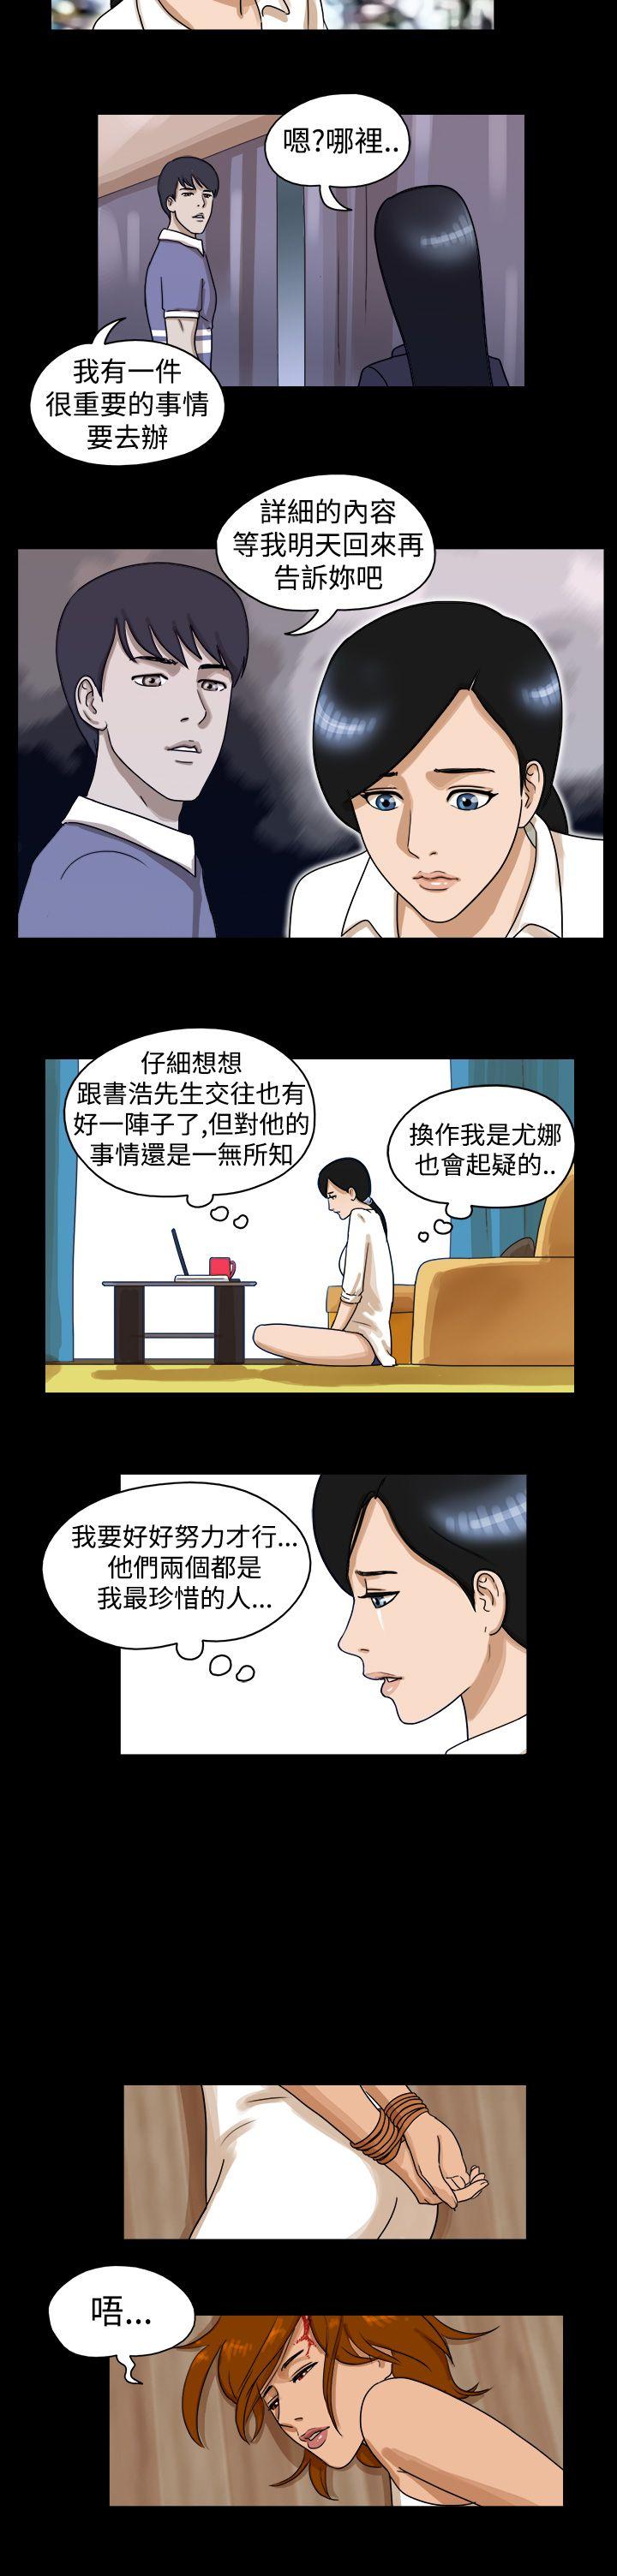 嗯?哪裡..
我有一件
很重要的事情
要去辦
詳細的內容
等我明天回來再
告訴妳吧
仔細想想
跟書浩先生交往也有
好一陣子了,但對他的
事情還是一無所知
換作我是尤娜
也會起疑的..
我要好好努力才行...
他們兩個都是
我最珍惜的人...
唔...